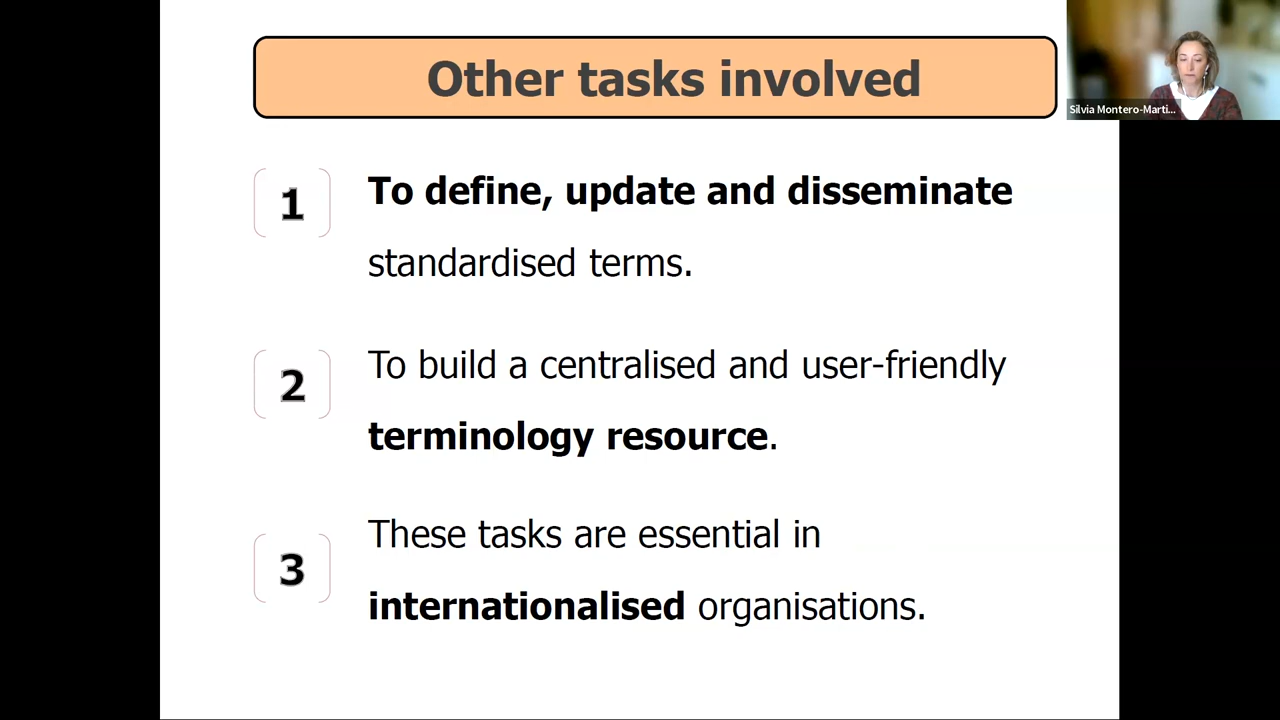 Other tasks involved
Silvia Montero-Marti...
1
To define, update and disseminate
standardised terms.
2
To build a centralised and user-friendly
terminology resource.
3
These tasks are essential in
internationalised organisations.